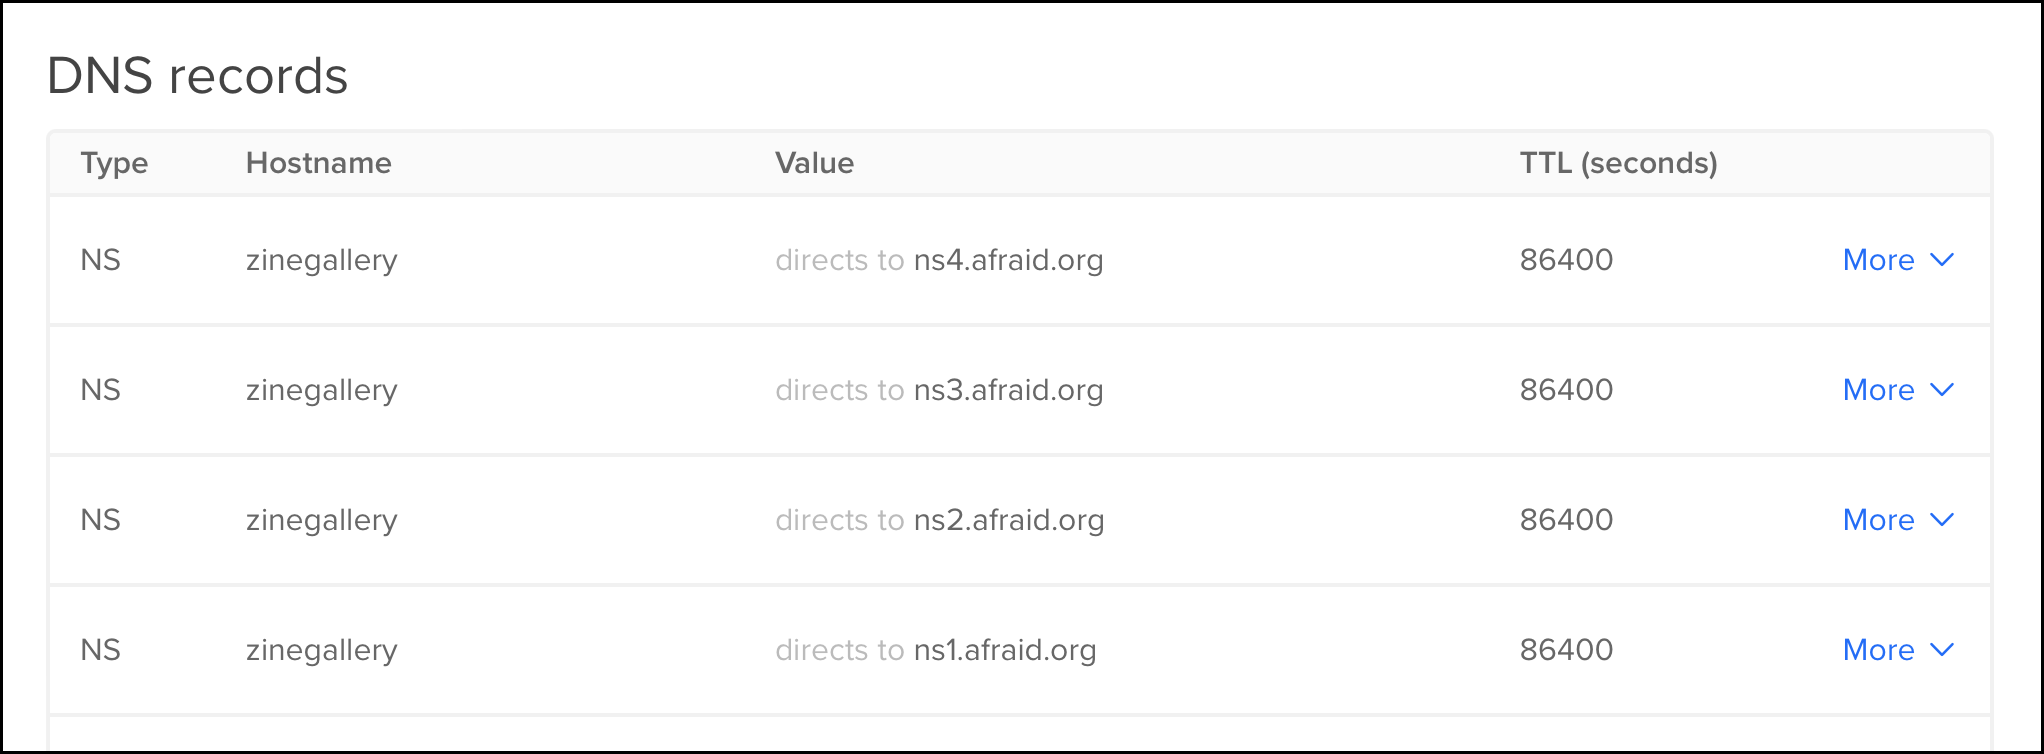 DNS records
Type Hostname Value TTL (seconds)
NS zinegallery directs to ns4.afraid.org 86400 More
NS zinegallery directs to ns3.afraid.org 86400 More
NS zinegallery directs to ns2.afraid.org 86400 More
NS zinegallery directs to ns1.afraid.org 86400 More